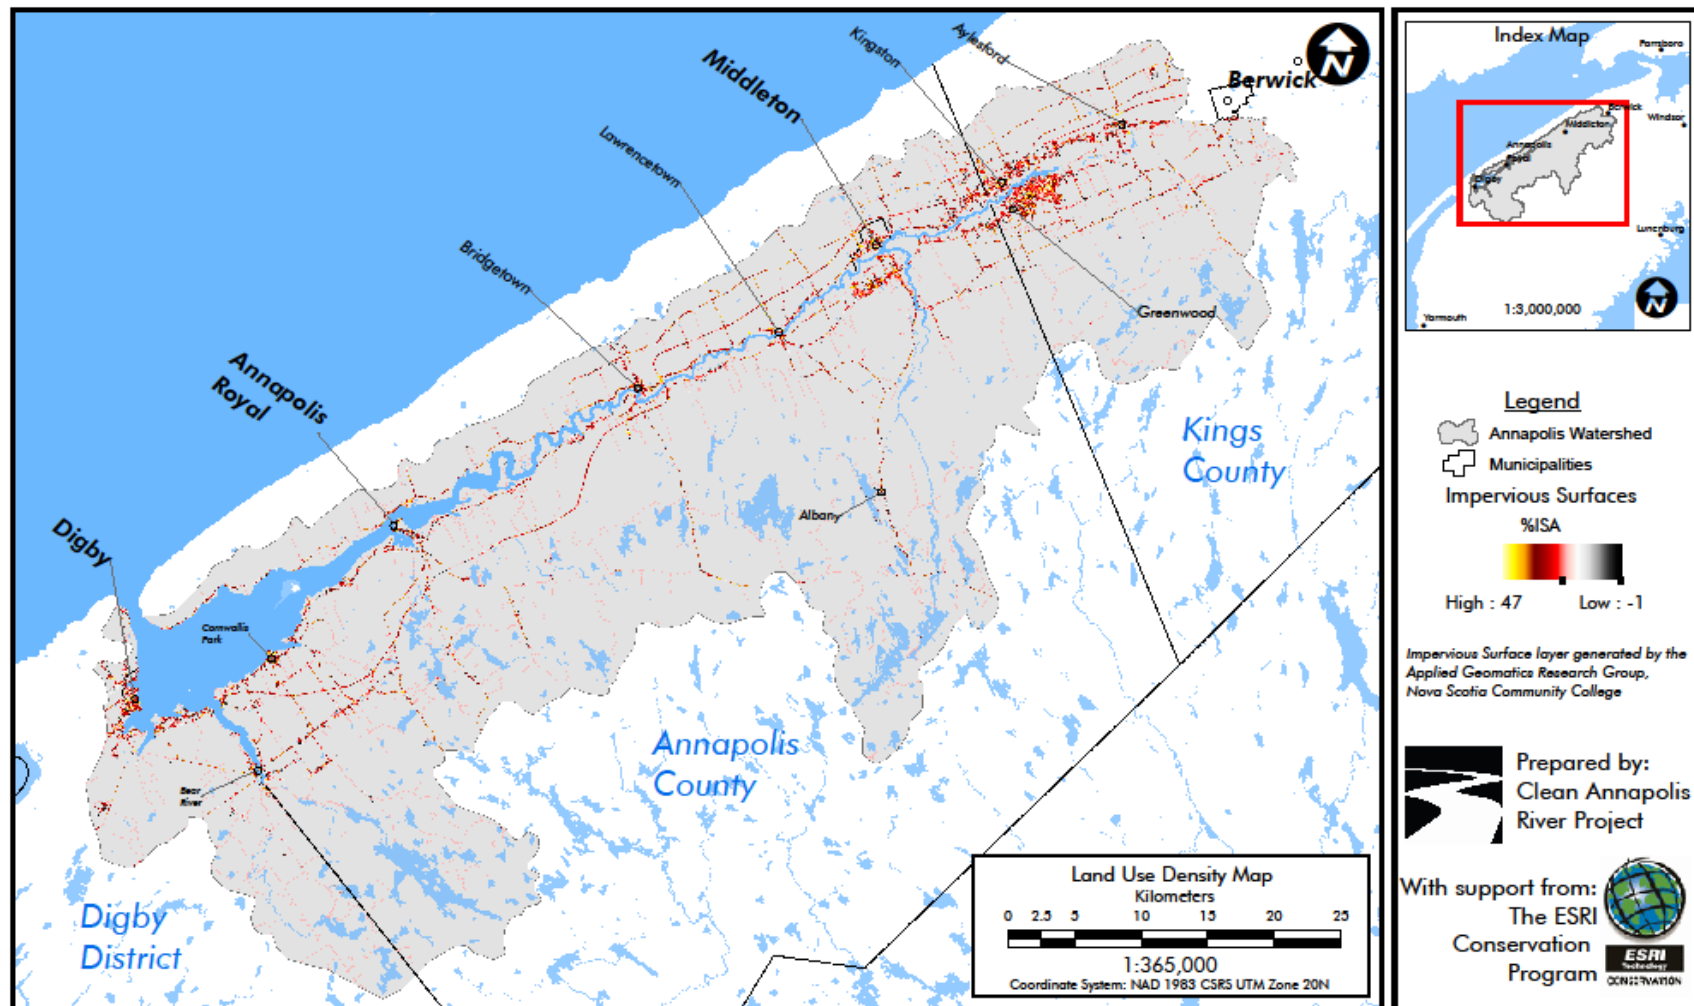 Aylesford
Kingston
Middleton
Berwick
Lawrencetown
Bridgetown
Greenwood
Annapolis
Royal
Kings
County
Albany
Digby
Cornwallis
Park
Annapolis
County
Bear
River
Digby
District
Land Use Density Map
Kilometers
0 2.5 5 10 15 20 25
1:365,000
Coordinate System: NAD 1983 CSRS UTM Zone 20N
N
Index Map
Parrsboro
Berwick
Windsor
Middleton
Annapolis
Royal
Digby
Lunenburg
Yarmouth
1:3,000,000
N
Legend
Annapolis Watershed
Municipalities
Impervious Surfaces
%ISA
High : 47 Low : -1
Impervious Surface layer generated by the
Applied Geomatics Research Group,
Nova Scotia Community College
Prepared by:
Clean Annapolis
River Project
With support from:
The ESRI
Conservation
Program
ESRI
Technology
CONSERVATION